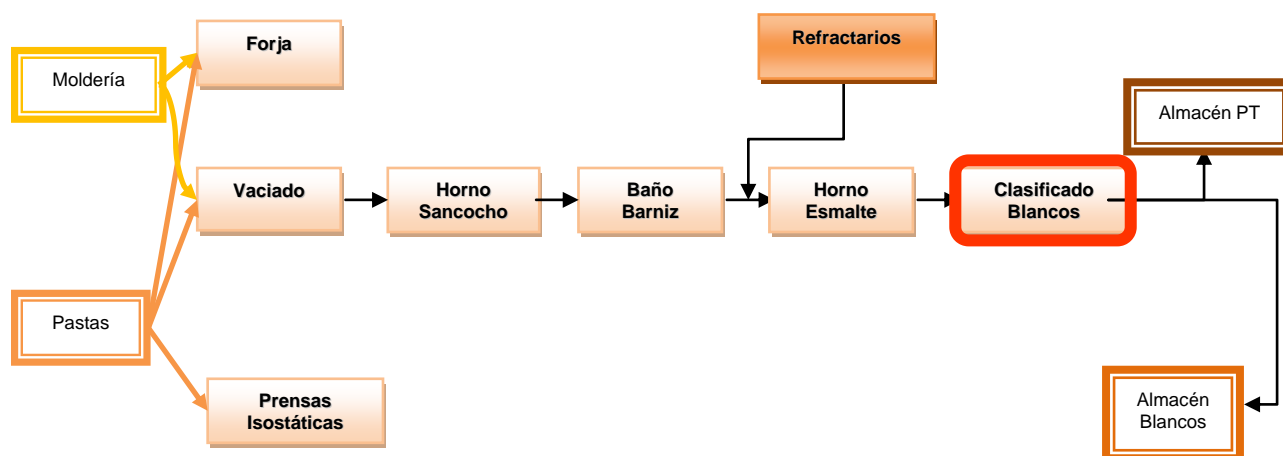 Forja
Refractarios
Moldería
Almacén PT
Vaciado
Horno
Sancocho
Baño
Barniz
Horno
Esmalte
Clasificado
Blancos
Pastas
Prensas
Isostáticas
Almacén
Blancos